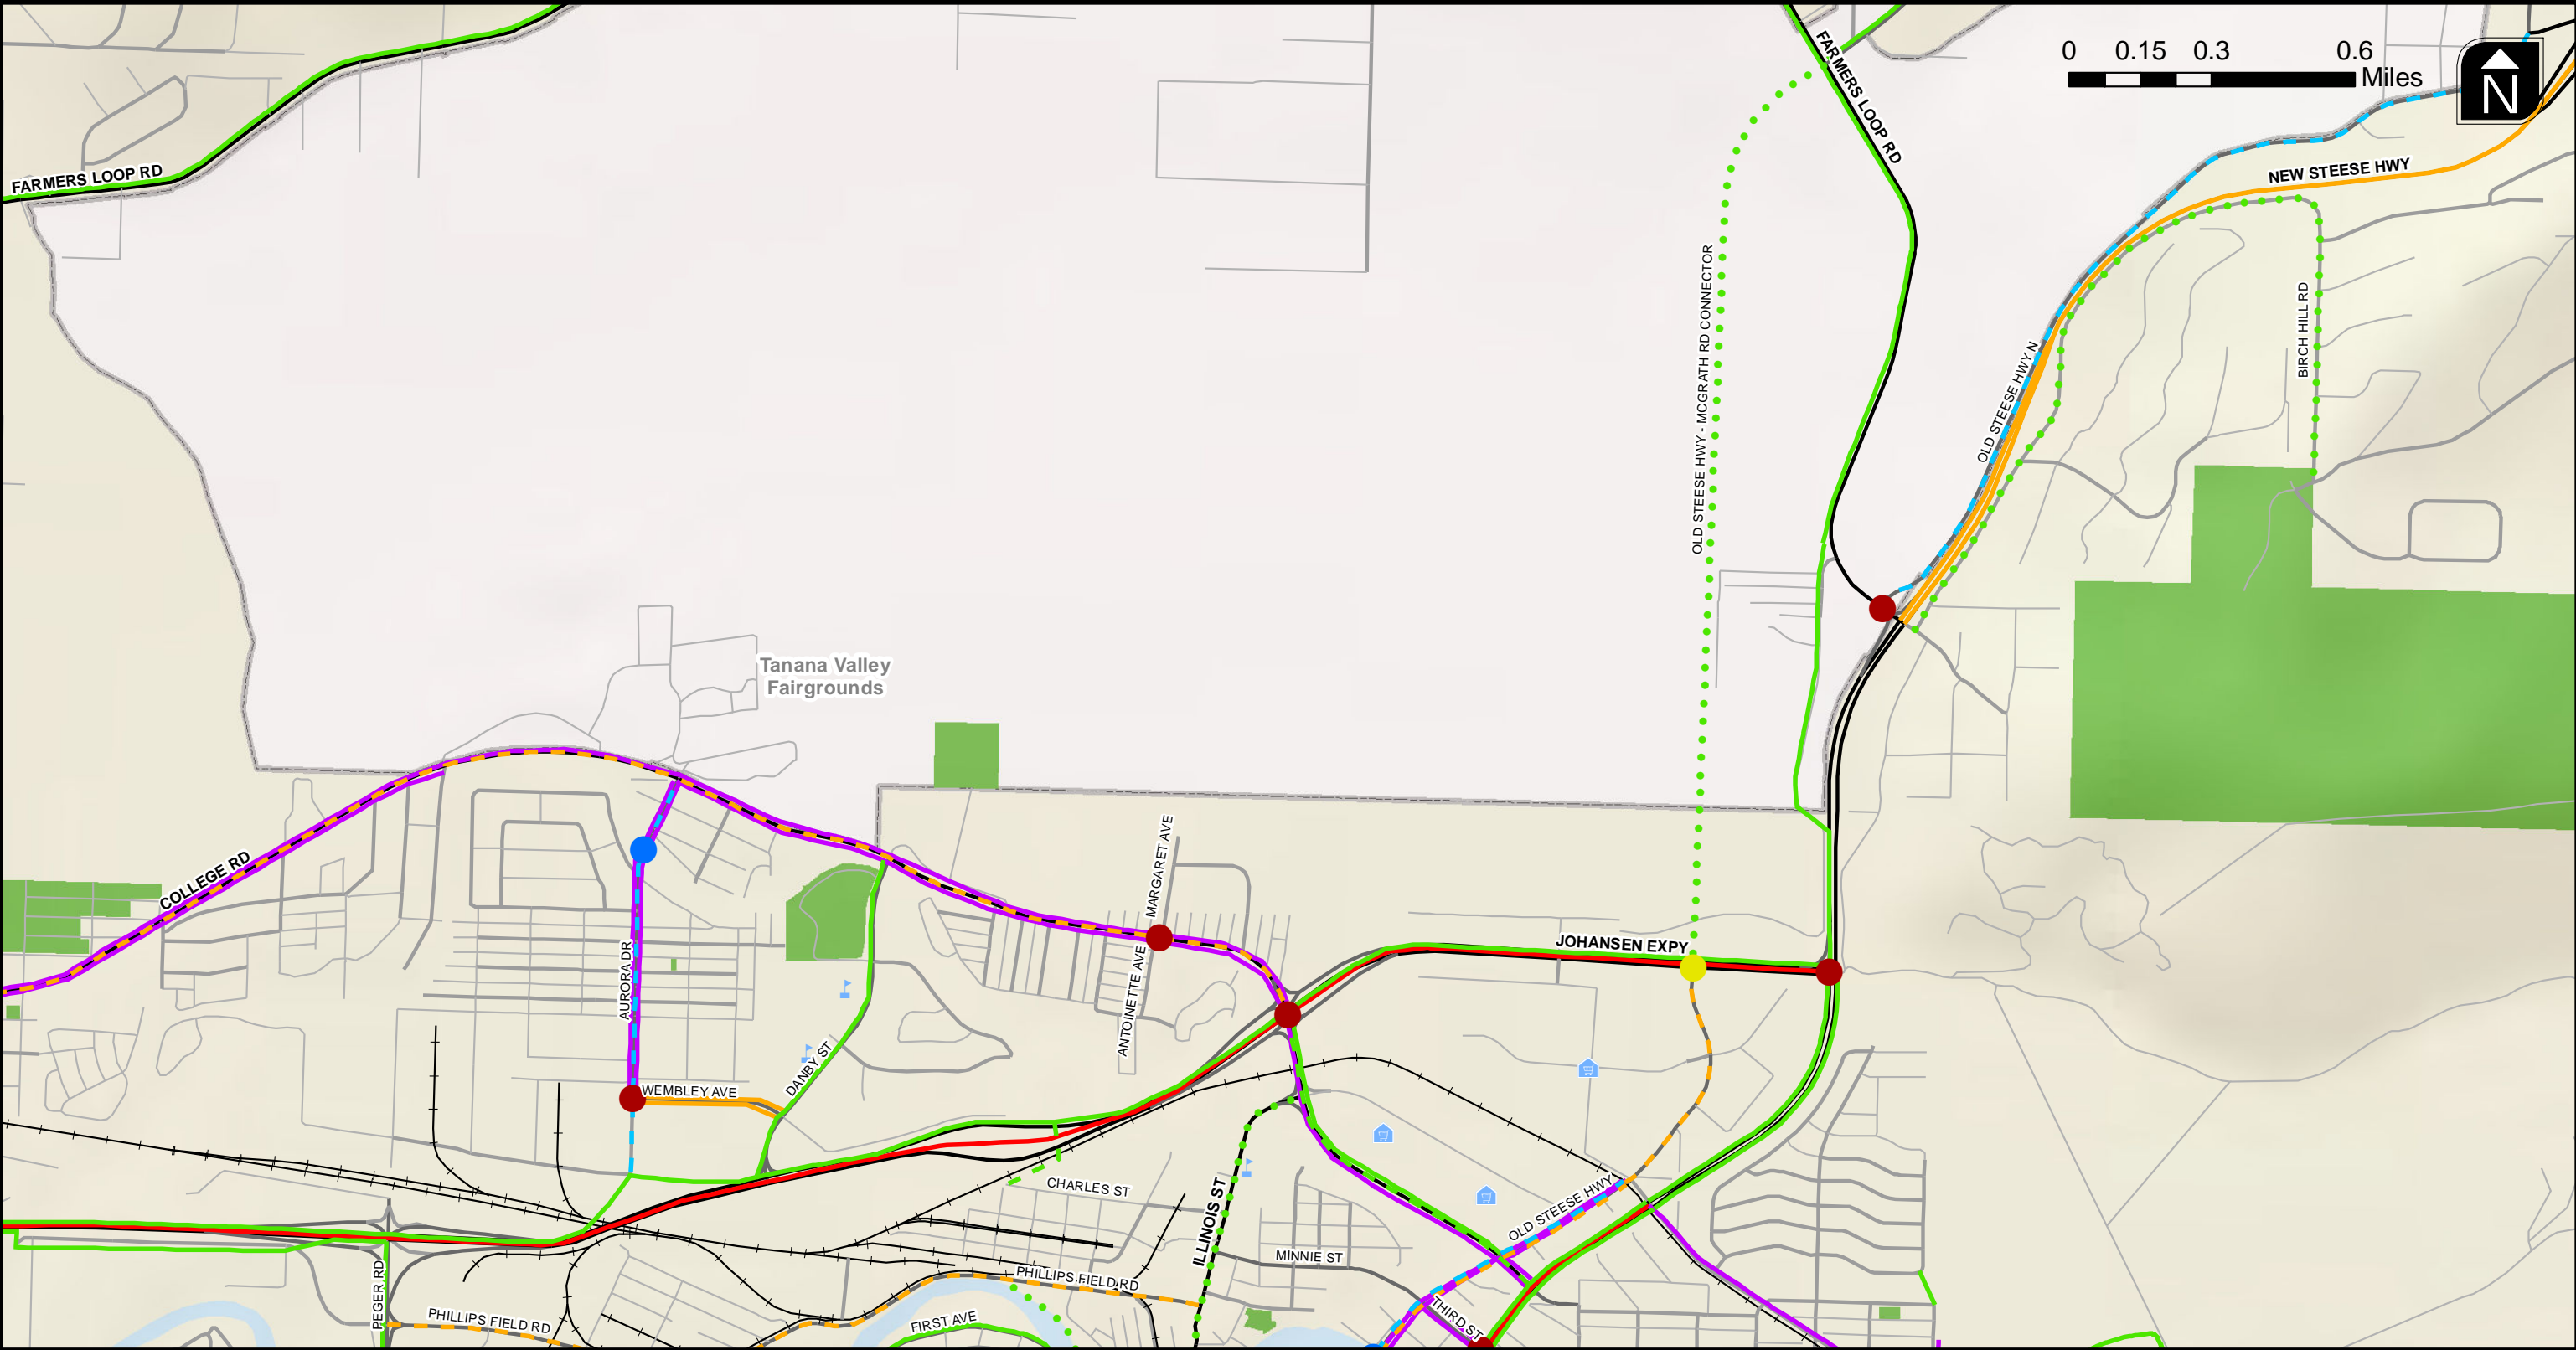 FARMERS LOOP RD
0 0.15 0.3 0.6
Miles
N
FARMERS LOOP RD
NEW STEESE HWY
OLD STEESE HWY - MCGRATH RD CONNECTOR
BIRCH HILL RD
OLD STEESE HWY N
Tanana Valley
Fairgrounds
MARGARET AVE
COLLEGE RD
JOHANSEN EXPY
AURORA DR
ANTOINETTE AVE
DANBY ST
WEMBLEY AVE
CHARLES ST
ILLINOIS ST
OLD STEESE HWY
MINNIE ST
PHILLIPS FIELD RD
PEGER RD
PHILLIPS FIELD RD
FIRST AVE
THIRD ST